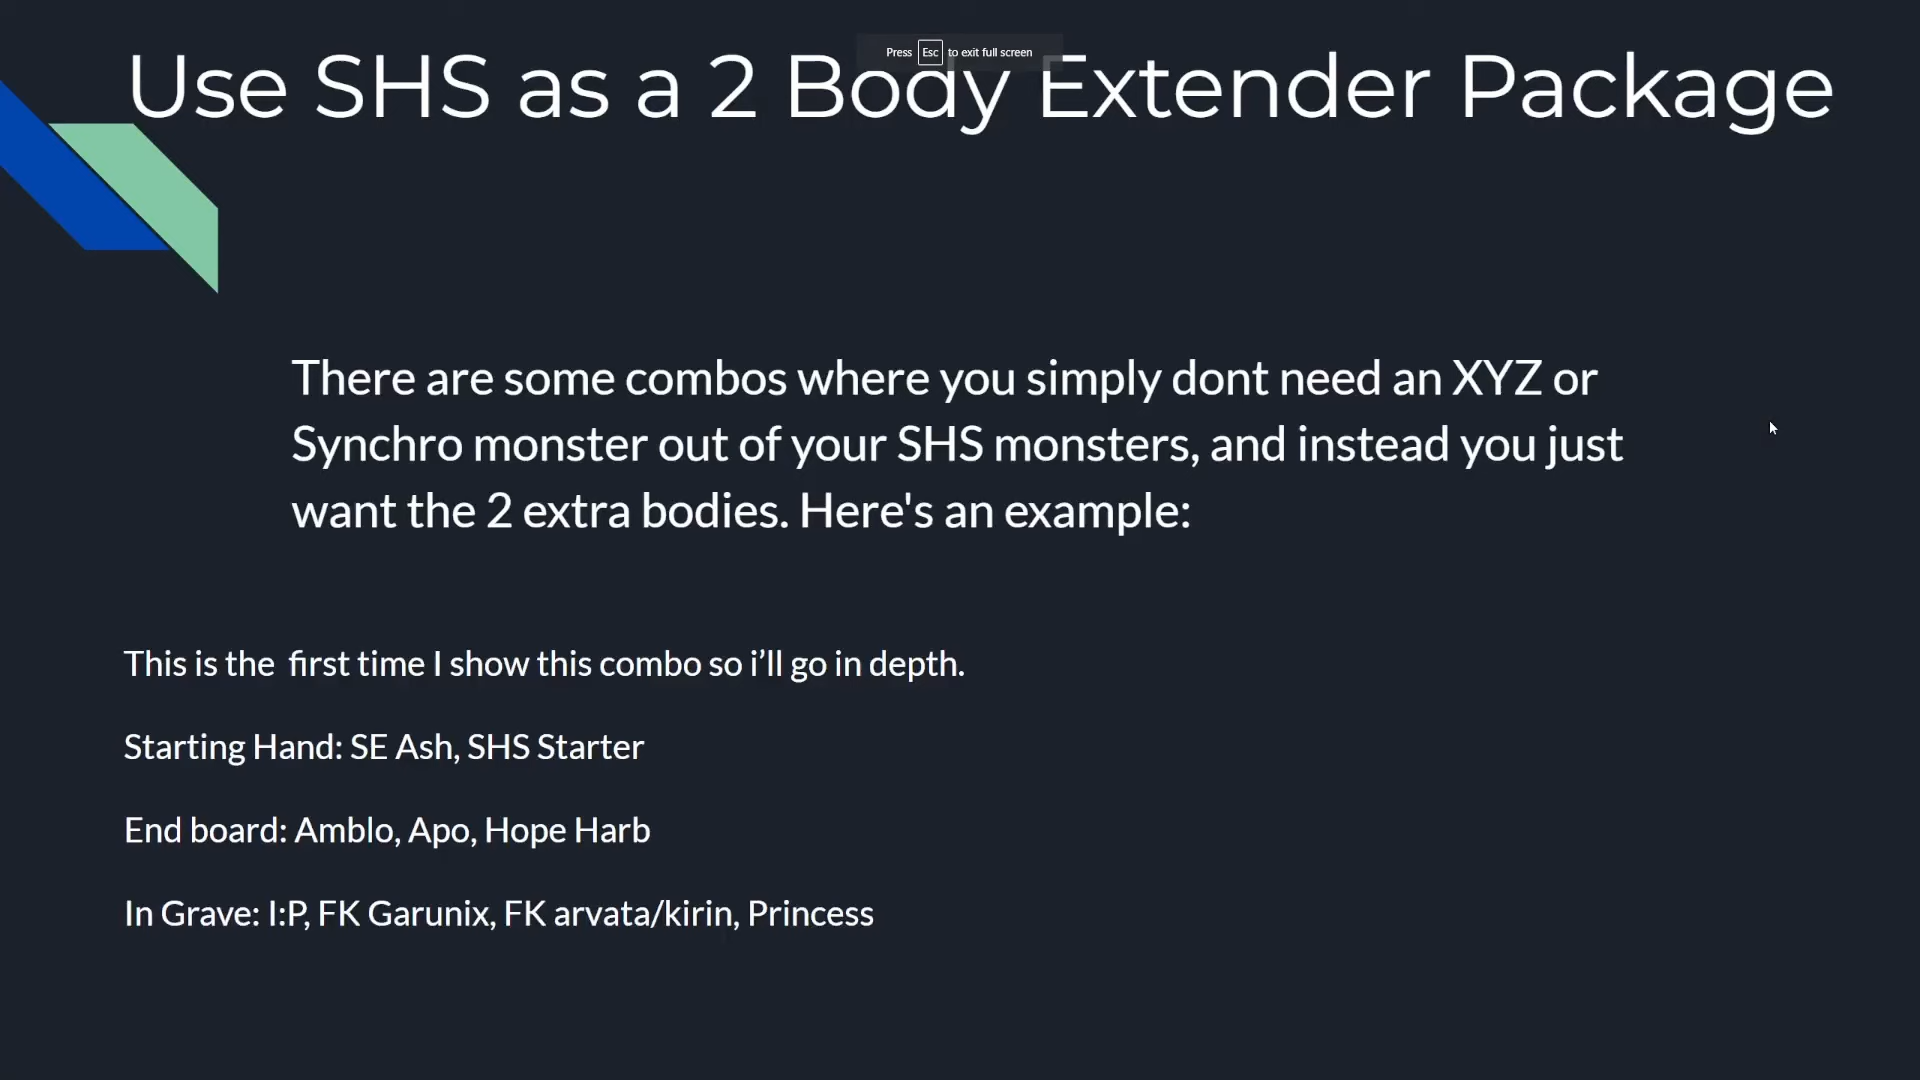 Press Esc to exit full screen
Use SHS as a 2 Body Extender Package
There are some combos where you simply dont need an XYZ or
Synchro monster out of your SHS monsters, and instead you just
want the 2 extra bodies. Here's an example:
This is the first time I show this combo so i’ll go in depth.
Starting Hand: SE Ash, SHS Starter
End board: Amblo, Apo, Hope Harb
In Grave: I:P, FK Garunix, FK arvata/kirin, Princess